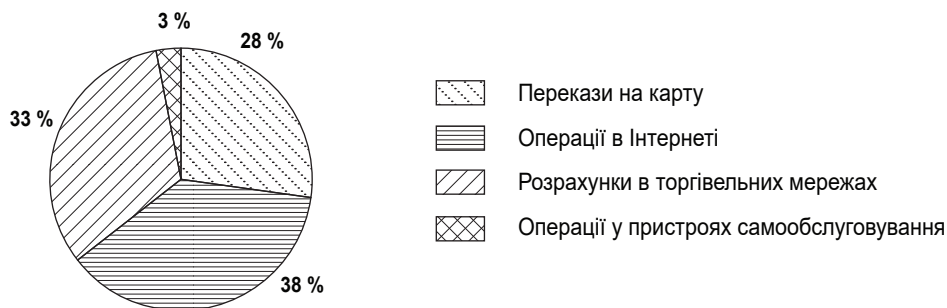 3 %
28 %
33 %
38 %
Перекази на карту
Операції в Інтернеті
Розрахунки в торгівельних мережах
Операції у пристроях самообслуговування